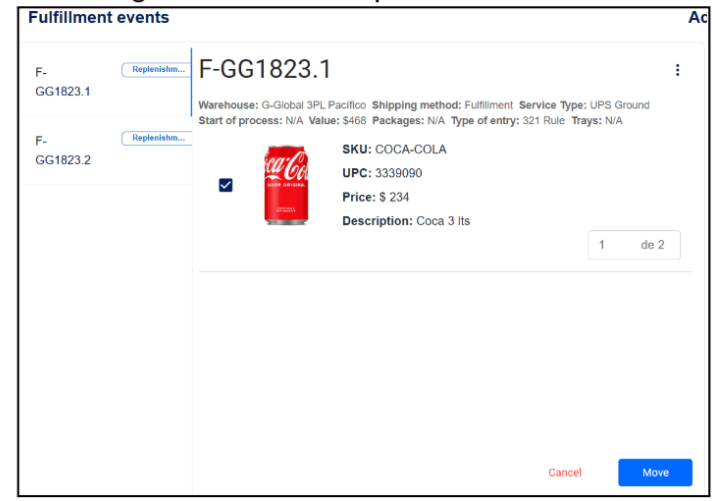 Fulfillment events
Ac
F-
GG1823.1
Replenishm...
F-
GG1823.2
Replenishm...
F-GG1823.1
Warehouse: G-Global 3PL Pacifico Shipping method: Fulfillment Service Type: UPS Ground
Start of process: N/A Value: $468 Packages: N/A Type of entry: 321 Rule Trays: N/A
Coca-Cola
SABOR ORIGINAL
SKU: COCA-COLA
UPC: 3339090
Price: $ 234
Description: Coca 3 lts
1 de 2
Cancel
Move